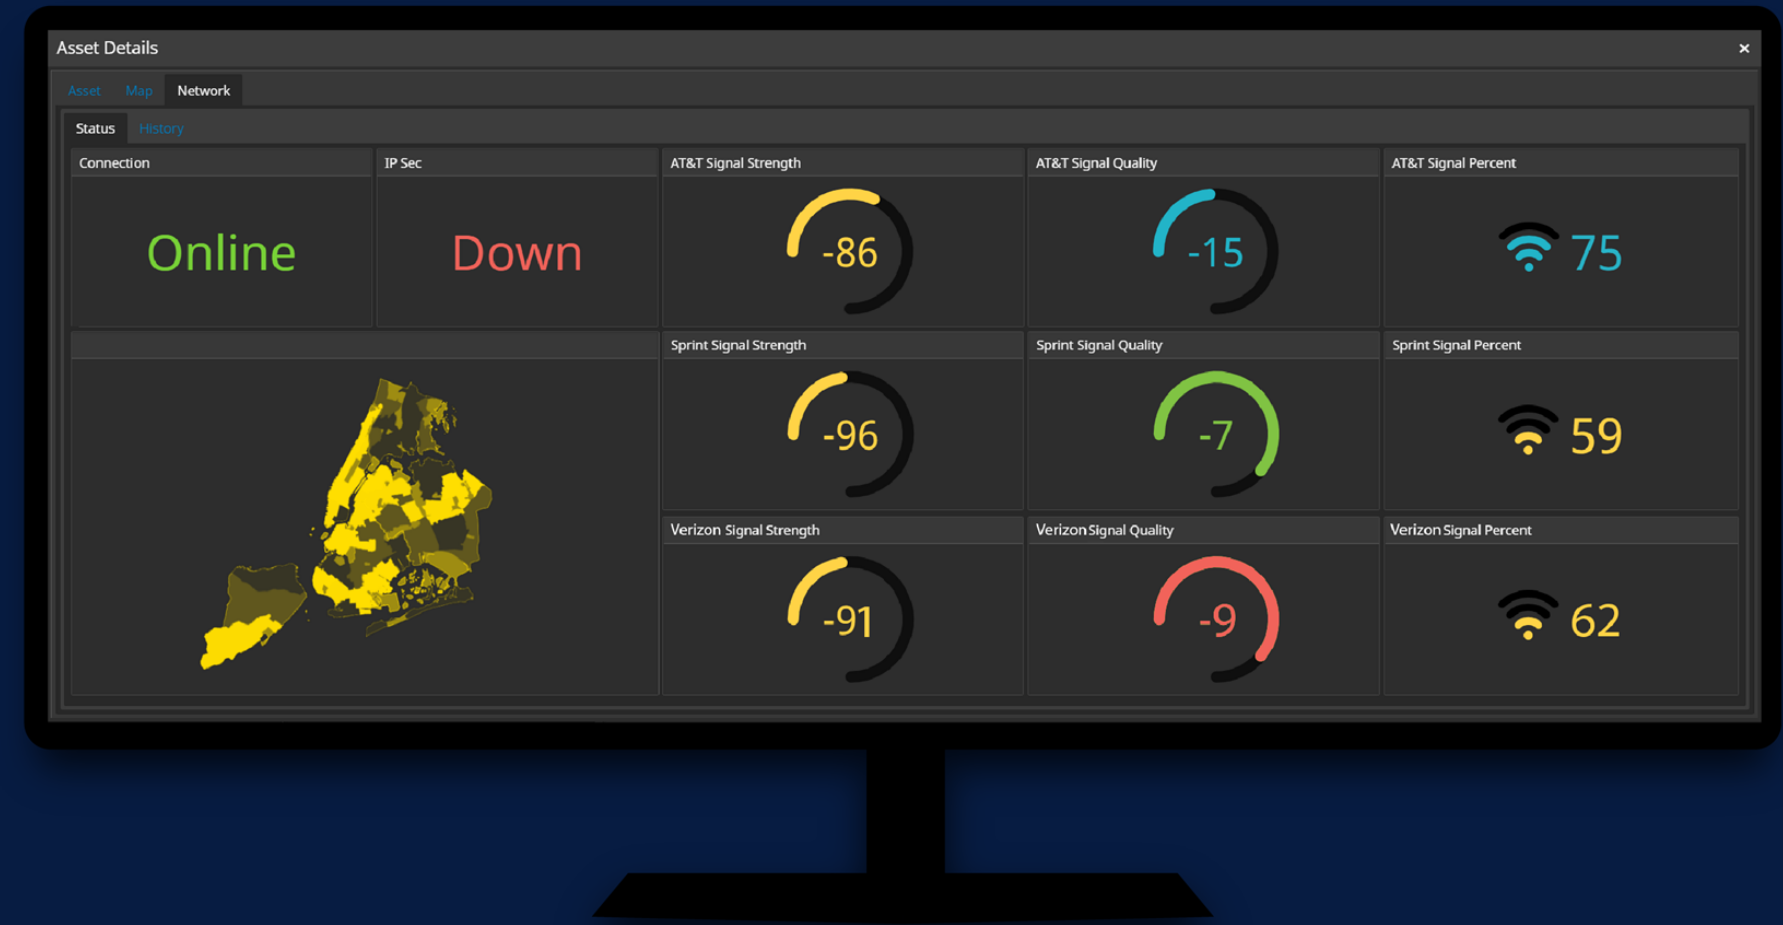 Asset Details
×
Asset Map Network
Status History
Connection
Online
IP Sec
Down
AT&T Signal Strength
-86
AT&T Signal Quality
-15
AT&T Signal Percent
75
Sprint Signal Strength
-96
Sprint Signal Quality
-7
Sprint Signal Percent
59
Verizon Signal Strength
-91
Verizon Signal Quality
-9
Verizon Signal Percent
62